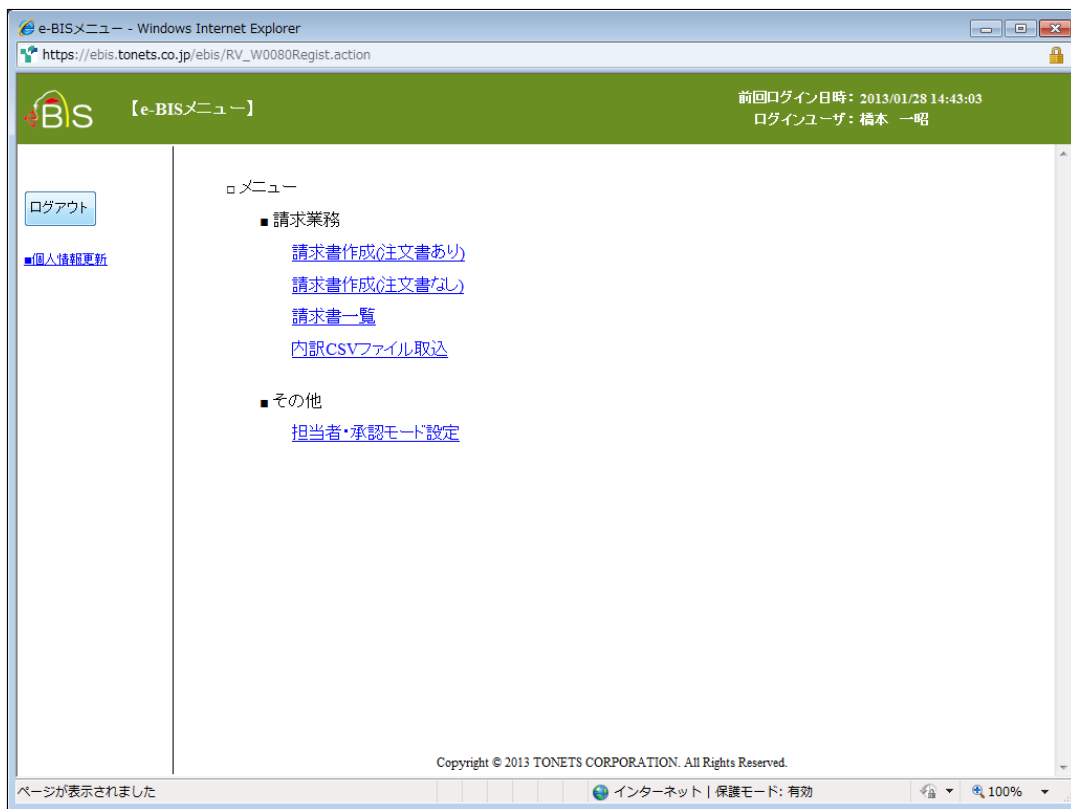 e-BISメニュー - Windows Internet Explorer
https://ebis.tonets.co.jp/ebis/RV_W0080Regist.action
eBIS
【e-BISメニュー】
前回ログイン日時：2013/01/28 14:43:03
ログインユーザ：橋本 一昭
ログアウト
■個人情報更新
□メニュー
■請求業務
請求書作成(注文書あり)
請求書作成(注文書なし)
請求書一覧
内訳CSVファイル取込
■その他
担当者・承認モード設定
Copyright © 2013 TONETS CORPORATION. All Rights Reserved.
ページが表示されました
インターネット | 保護モード: 有効
100%